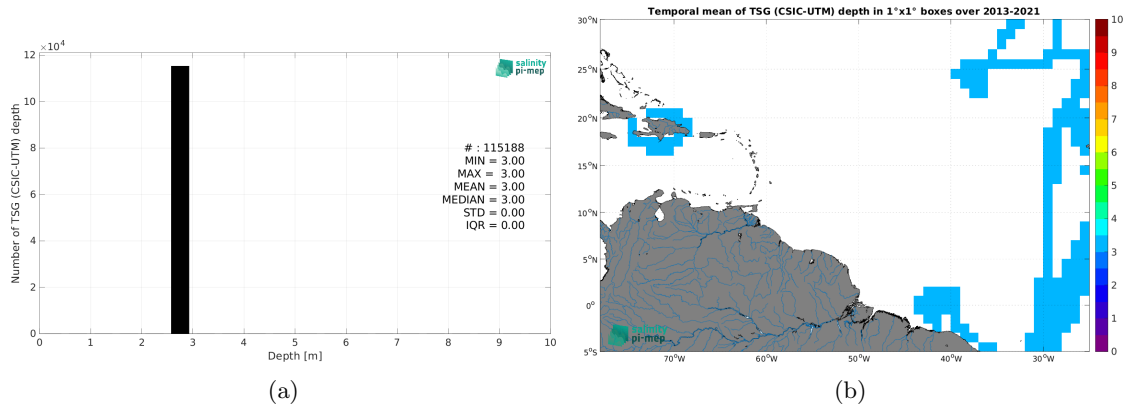 ×10⁴
12
10
8
6
4
2
0
Number of TSG (CSIC-UTM) depth
0 1 2 3 4 5 6 7 8 9 10
Depth [m]
salinity
pi-mep
# : 115188
MIN = 3.00
MAX = 3.00
MEAN = 3.00
MEDIAN = 3.00
STD = 0.00
IQR = 0.00
(a)
Temporal mean of TSG (CSIC-UTM) depth in 1°x1° boxes over 2013-2021
30°N
25°N
20°N
15°N
10°N
5°N
0°
5°S
70°W 60°W 50°W 40°W 30°W
salinity
pi-mep
10
9
8
7
6
5
4
3
2
1
0
(b)